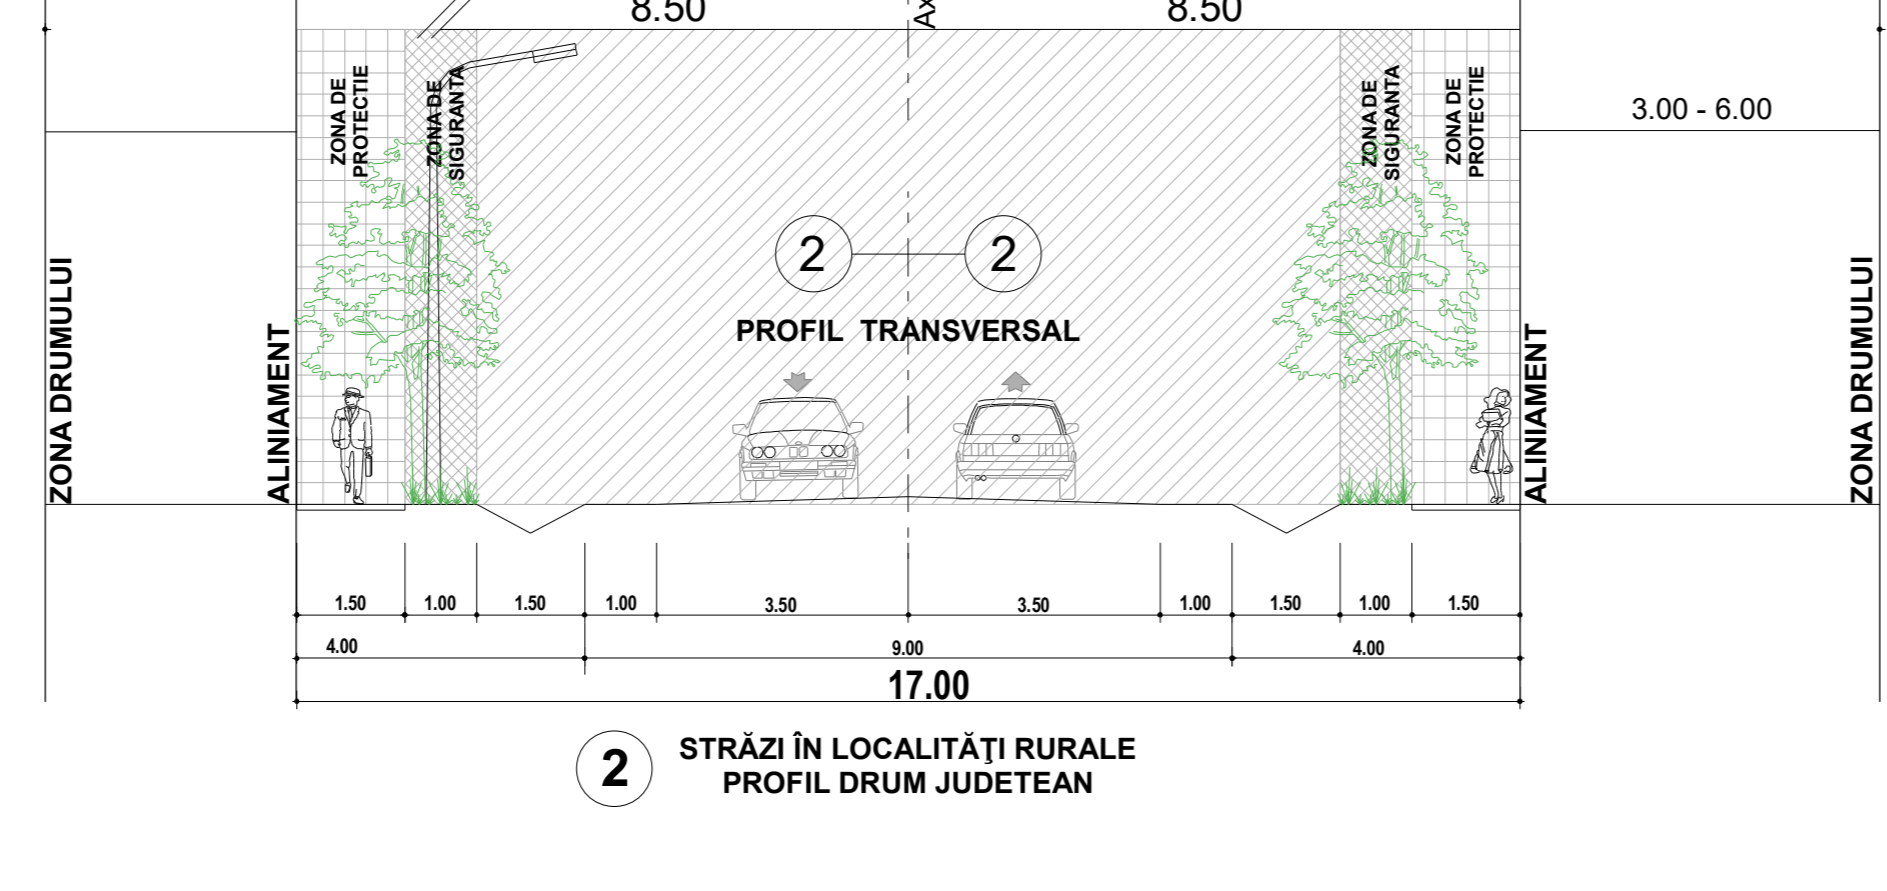 8.50
Ax
8.50
ZONA DE
PROTECTIE
ZONA DE
SIGURANTA
ZONA DE
SIGURANTA
ZONA DE
PROTECTIE
3.00 - 6.00
2
2
PROFIL TRANSVERSAL
ZONA DRUMULUI
ALINIAMENT
ALINIAMENT
ZONA DRUMULUI
1.50
1.00
1.50
1.00
3.50
3.50
1.00
1.50
1.00
1.50
4.00
9.00
4.00
17.00
2
STRĂZI ÎN LOCALITĂŢI RURALE
PROFIL DRUM JUDETEAN